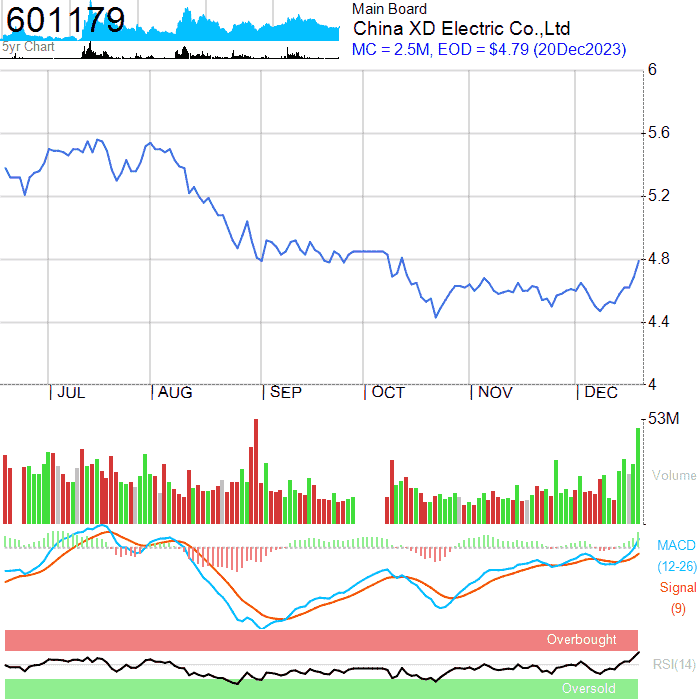 601179
Main Board
China XD Electric Co.,Ltd
5yr Chart
MC = 2.5M, EOD = $4.79 (20Dec2023)
6
5.6
5.2
4.8
4.4
4
JUL AUG SEP OCT NOV DEC
53M
Volume
MACD
(12-26)
Signal
(9)
Overbought
RSI(14)
Oversold